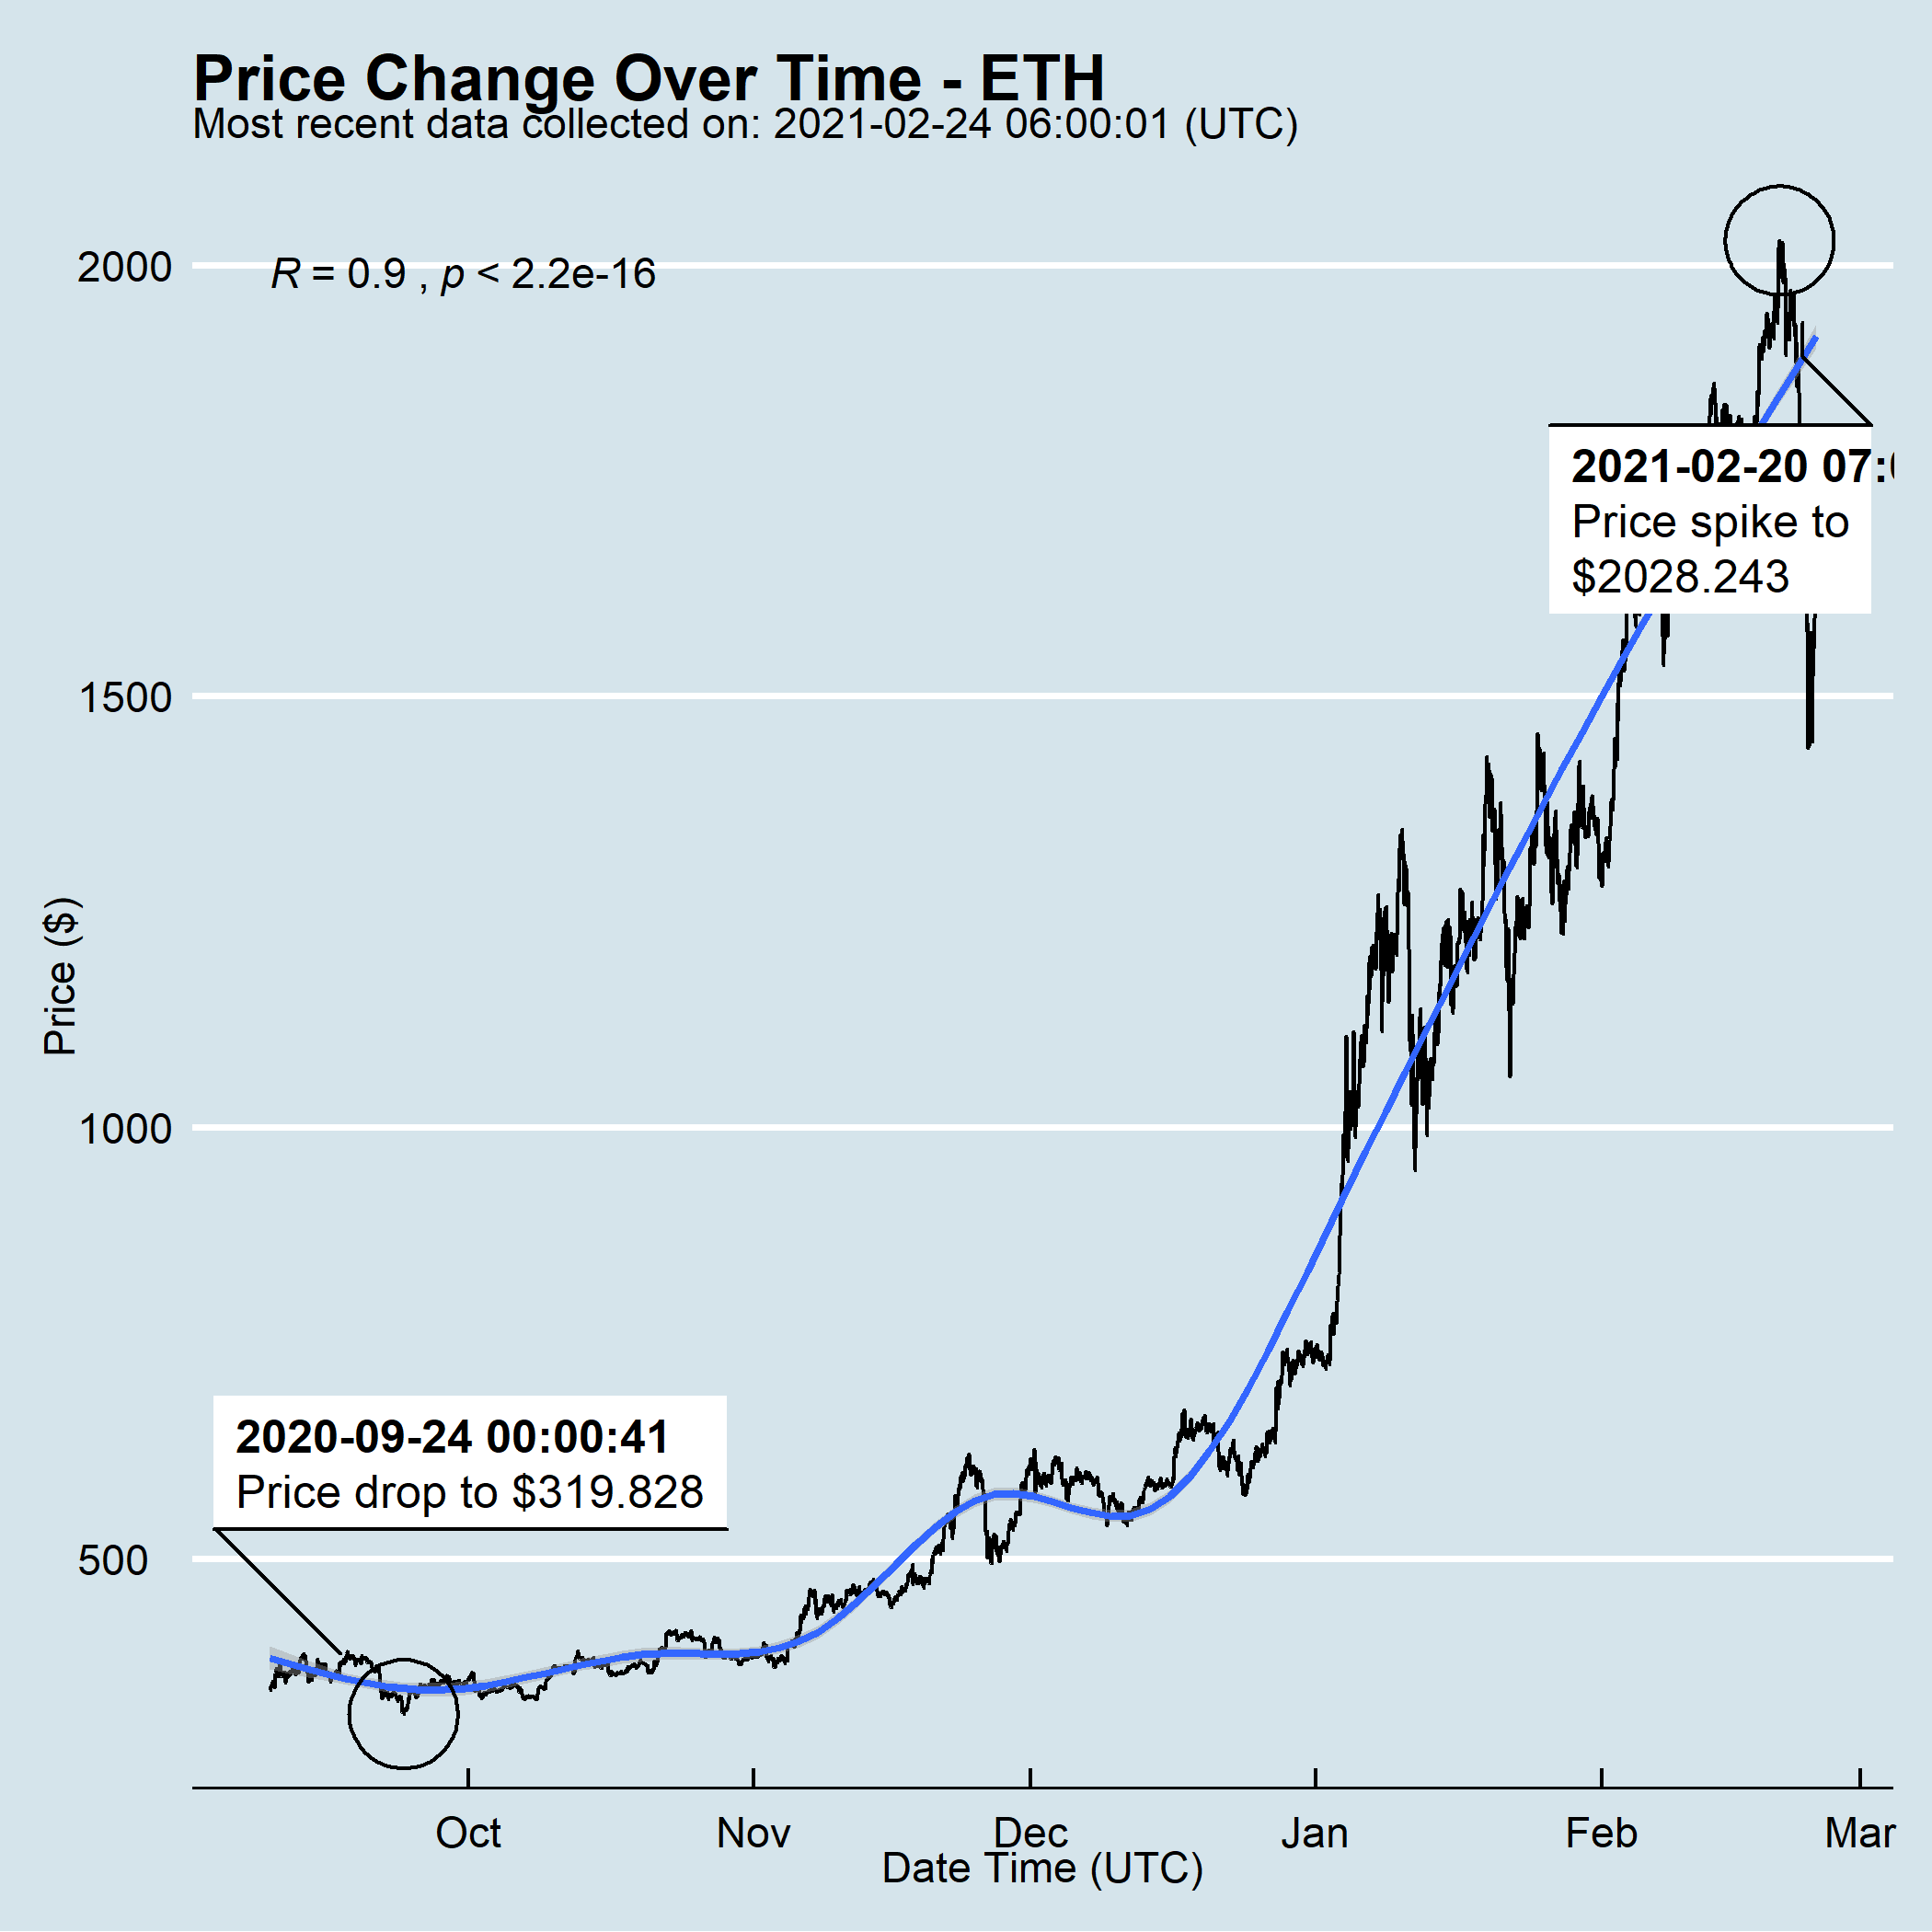 Price Change Over Time - ETH
Most recent data collected on: 2021-02-24 06:00:01 (UTC)
R = 0.9 , p < 2.2e-16
2000
1500
1000
500
Price ($)
2021-02-20 07:
Price spike to
$2028.243
2020-09-24 00:00:41
Price drop to $319.828
Oct
Nov
Dec
Jan
Feb
Mar
Date Time (UTC)